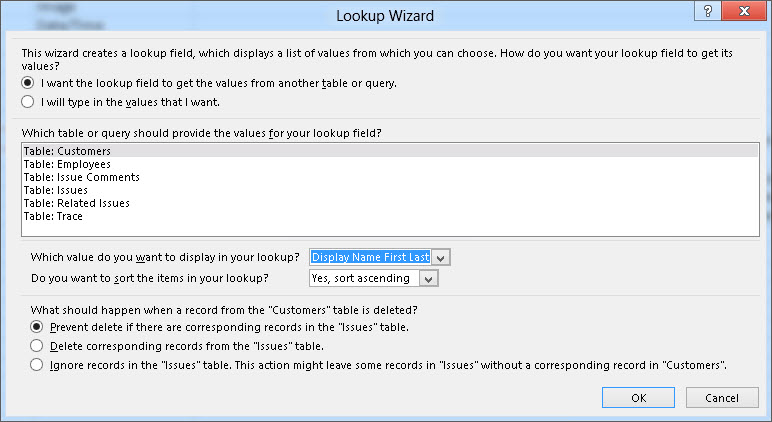 Image
Date/Time
Lookup Wizard
?
This wizard creates a lookup field, which displays a list of values from which you can choose. How do you want your lookup field to get its
values?
I want the lookup field to get the values from another table or query.
I will type in the values that I want.
Which table or query should provide the values for your lookup field?
Table: Customers
Table: Employees
Table: Issue Comments
Table: Issues
Table: Related Issues
Table: Trace
Which value do you want to display in your lookup? Display Name First Last
Do you want to sort the items in your lookup? Yes, sort ascending
What should happen when a record from the "Customers" table is deleted?
Prevent delete if there are corresponding records in the "Issues" table.
Delete corresponding records from the "Issues" table.
Ignore records in the "Issues" table. This action might leave some records in "Issues" without a corresponding record in "Customers".
OK Cancel